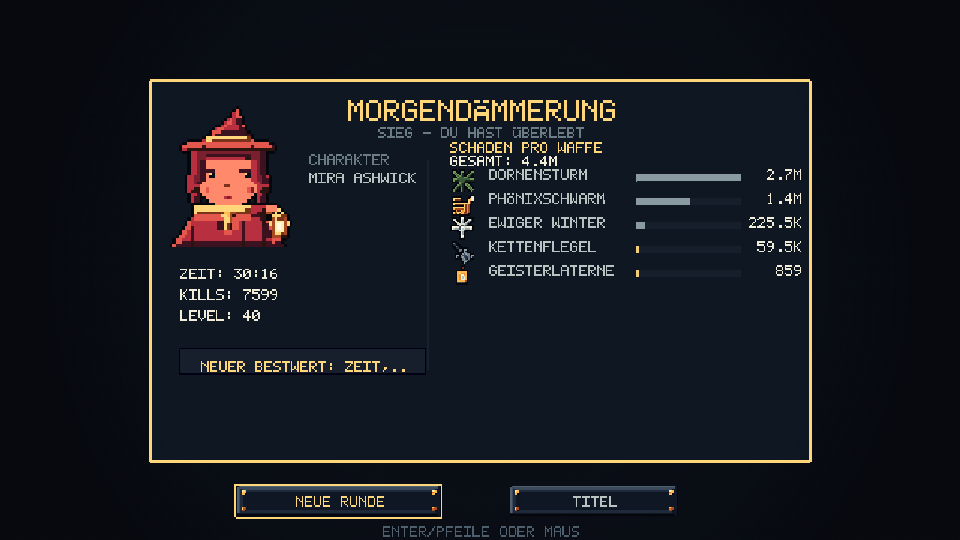 MORGENDÄMMERUNG
SIEG - DU HAST ÜBERLEBT
CHARAKTER
MIRA ASHWICK
ZEIT: 30:16
KILLS: 7599
LEVEL: 40
NEUER BESTWERT: ZEIT,..
SCHADEN PRO WAFFE
GESAMT: 4.4M
DORNENSTURM 2.7M
PHÖNIXSCHWARM 1.4M
EWIGER WINTER 225.5K
KETTENFLEGEL 59.5K
GEISTERLATERNE 859
NEUE RUNDE
TITEL
ENTER/PFEILE ODER MAUS